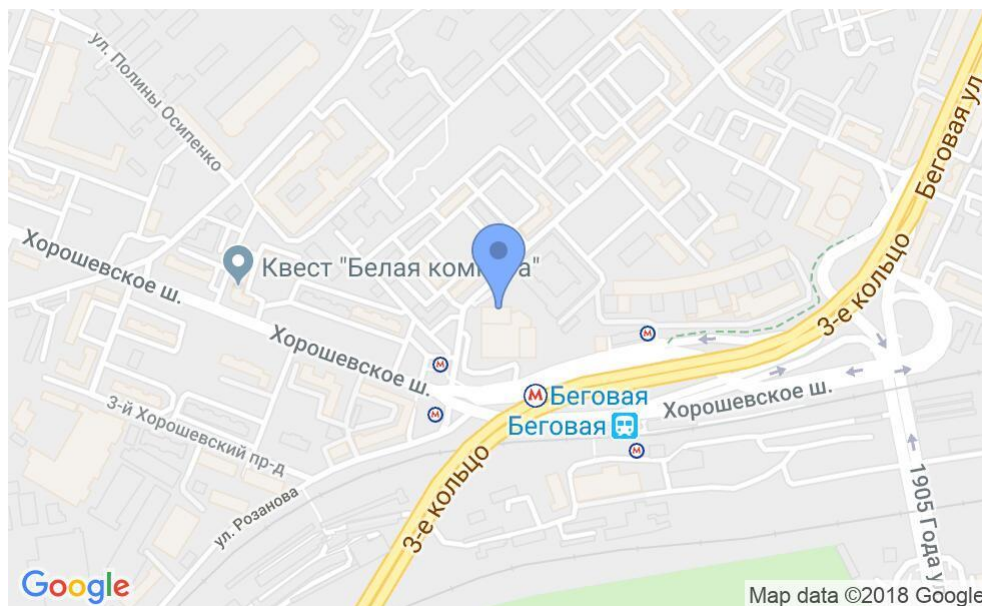 ул. Полины Осипенко
Беговая ул.
Хорошевское ш.
Квест "Белая комната"
3-е кольцо
Хорошевское ш.
М Беговая
Хорошевское ш.
Беговая
3-й Хорошевский пр-д
3-е кольцо
ул. Розанова
1905 Года у
Google
Map data ©2018 Google